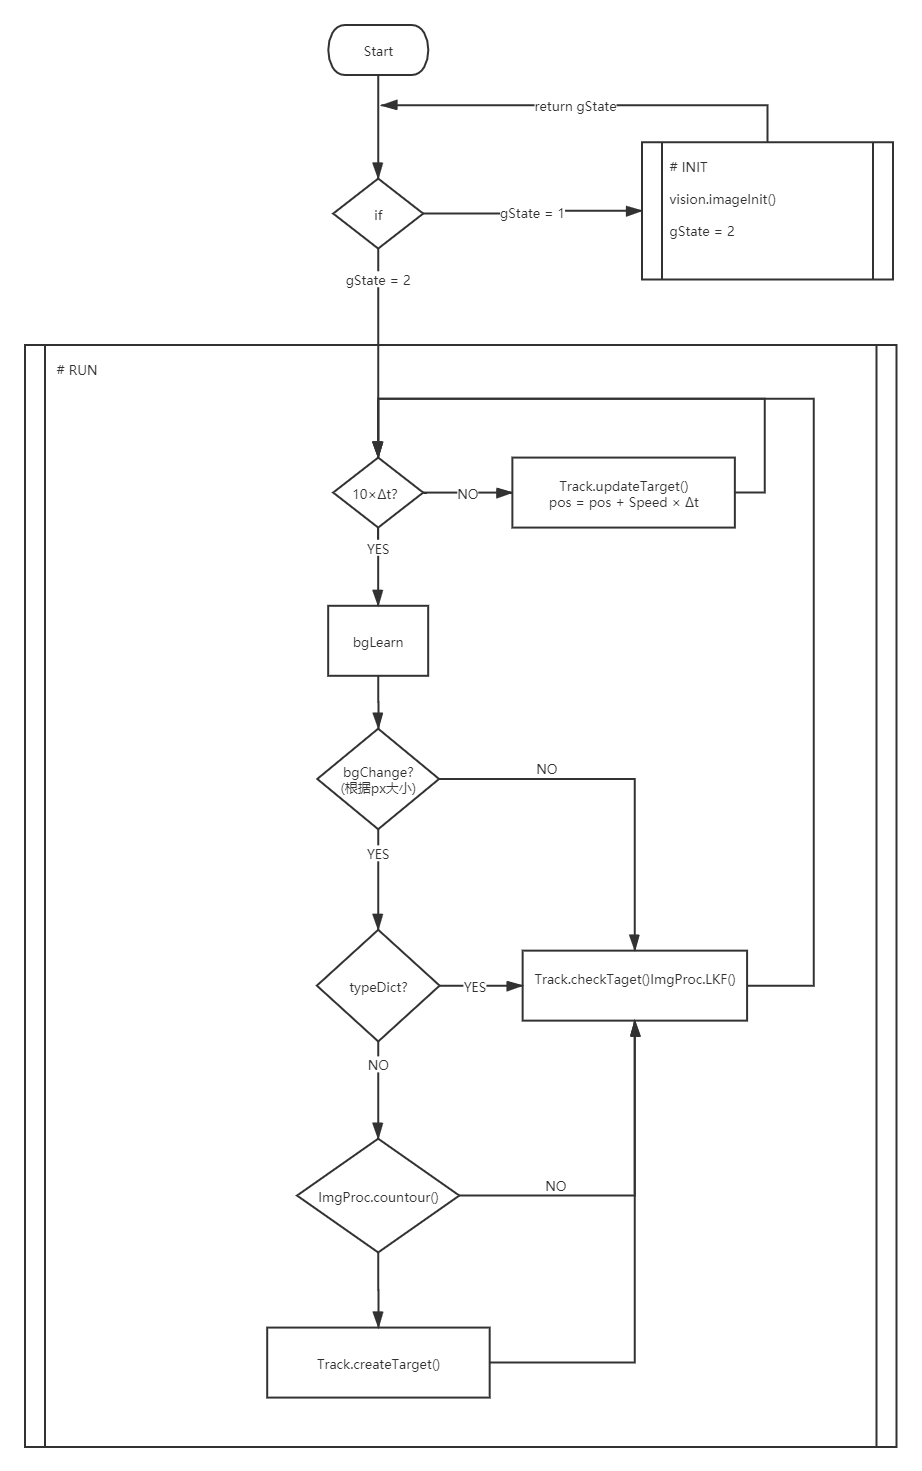 Start
return gState
# INIT
vision.imageInit()
gState = 2
if
gState = 1
gState = 2
# RUN
10×Δt?
NO
Track.updateTarget()
pos = pos + Speed × Δt
YES
bgLearn
bgChange?
(根据px大小)
NO
YES
typeDict?
YES
Track.checkTaget()ImgProc.LKF()
NO
ImgProc.countour()
NO
Track.createTarget()